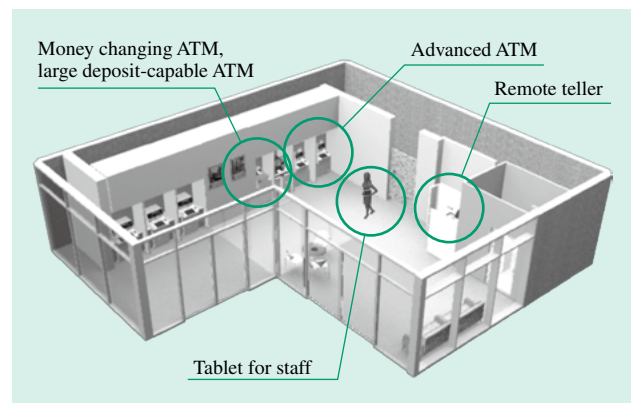 Money changing ATM,
large deposit-capable ATM
Advanced ATM
Remote teller
Tablet for staff